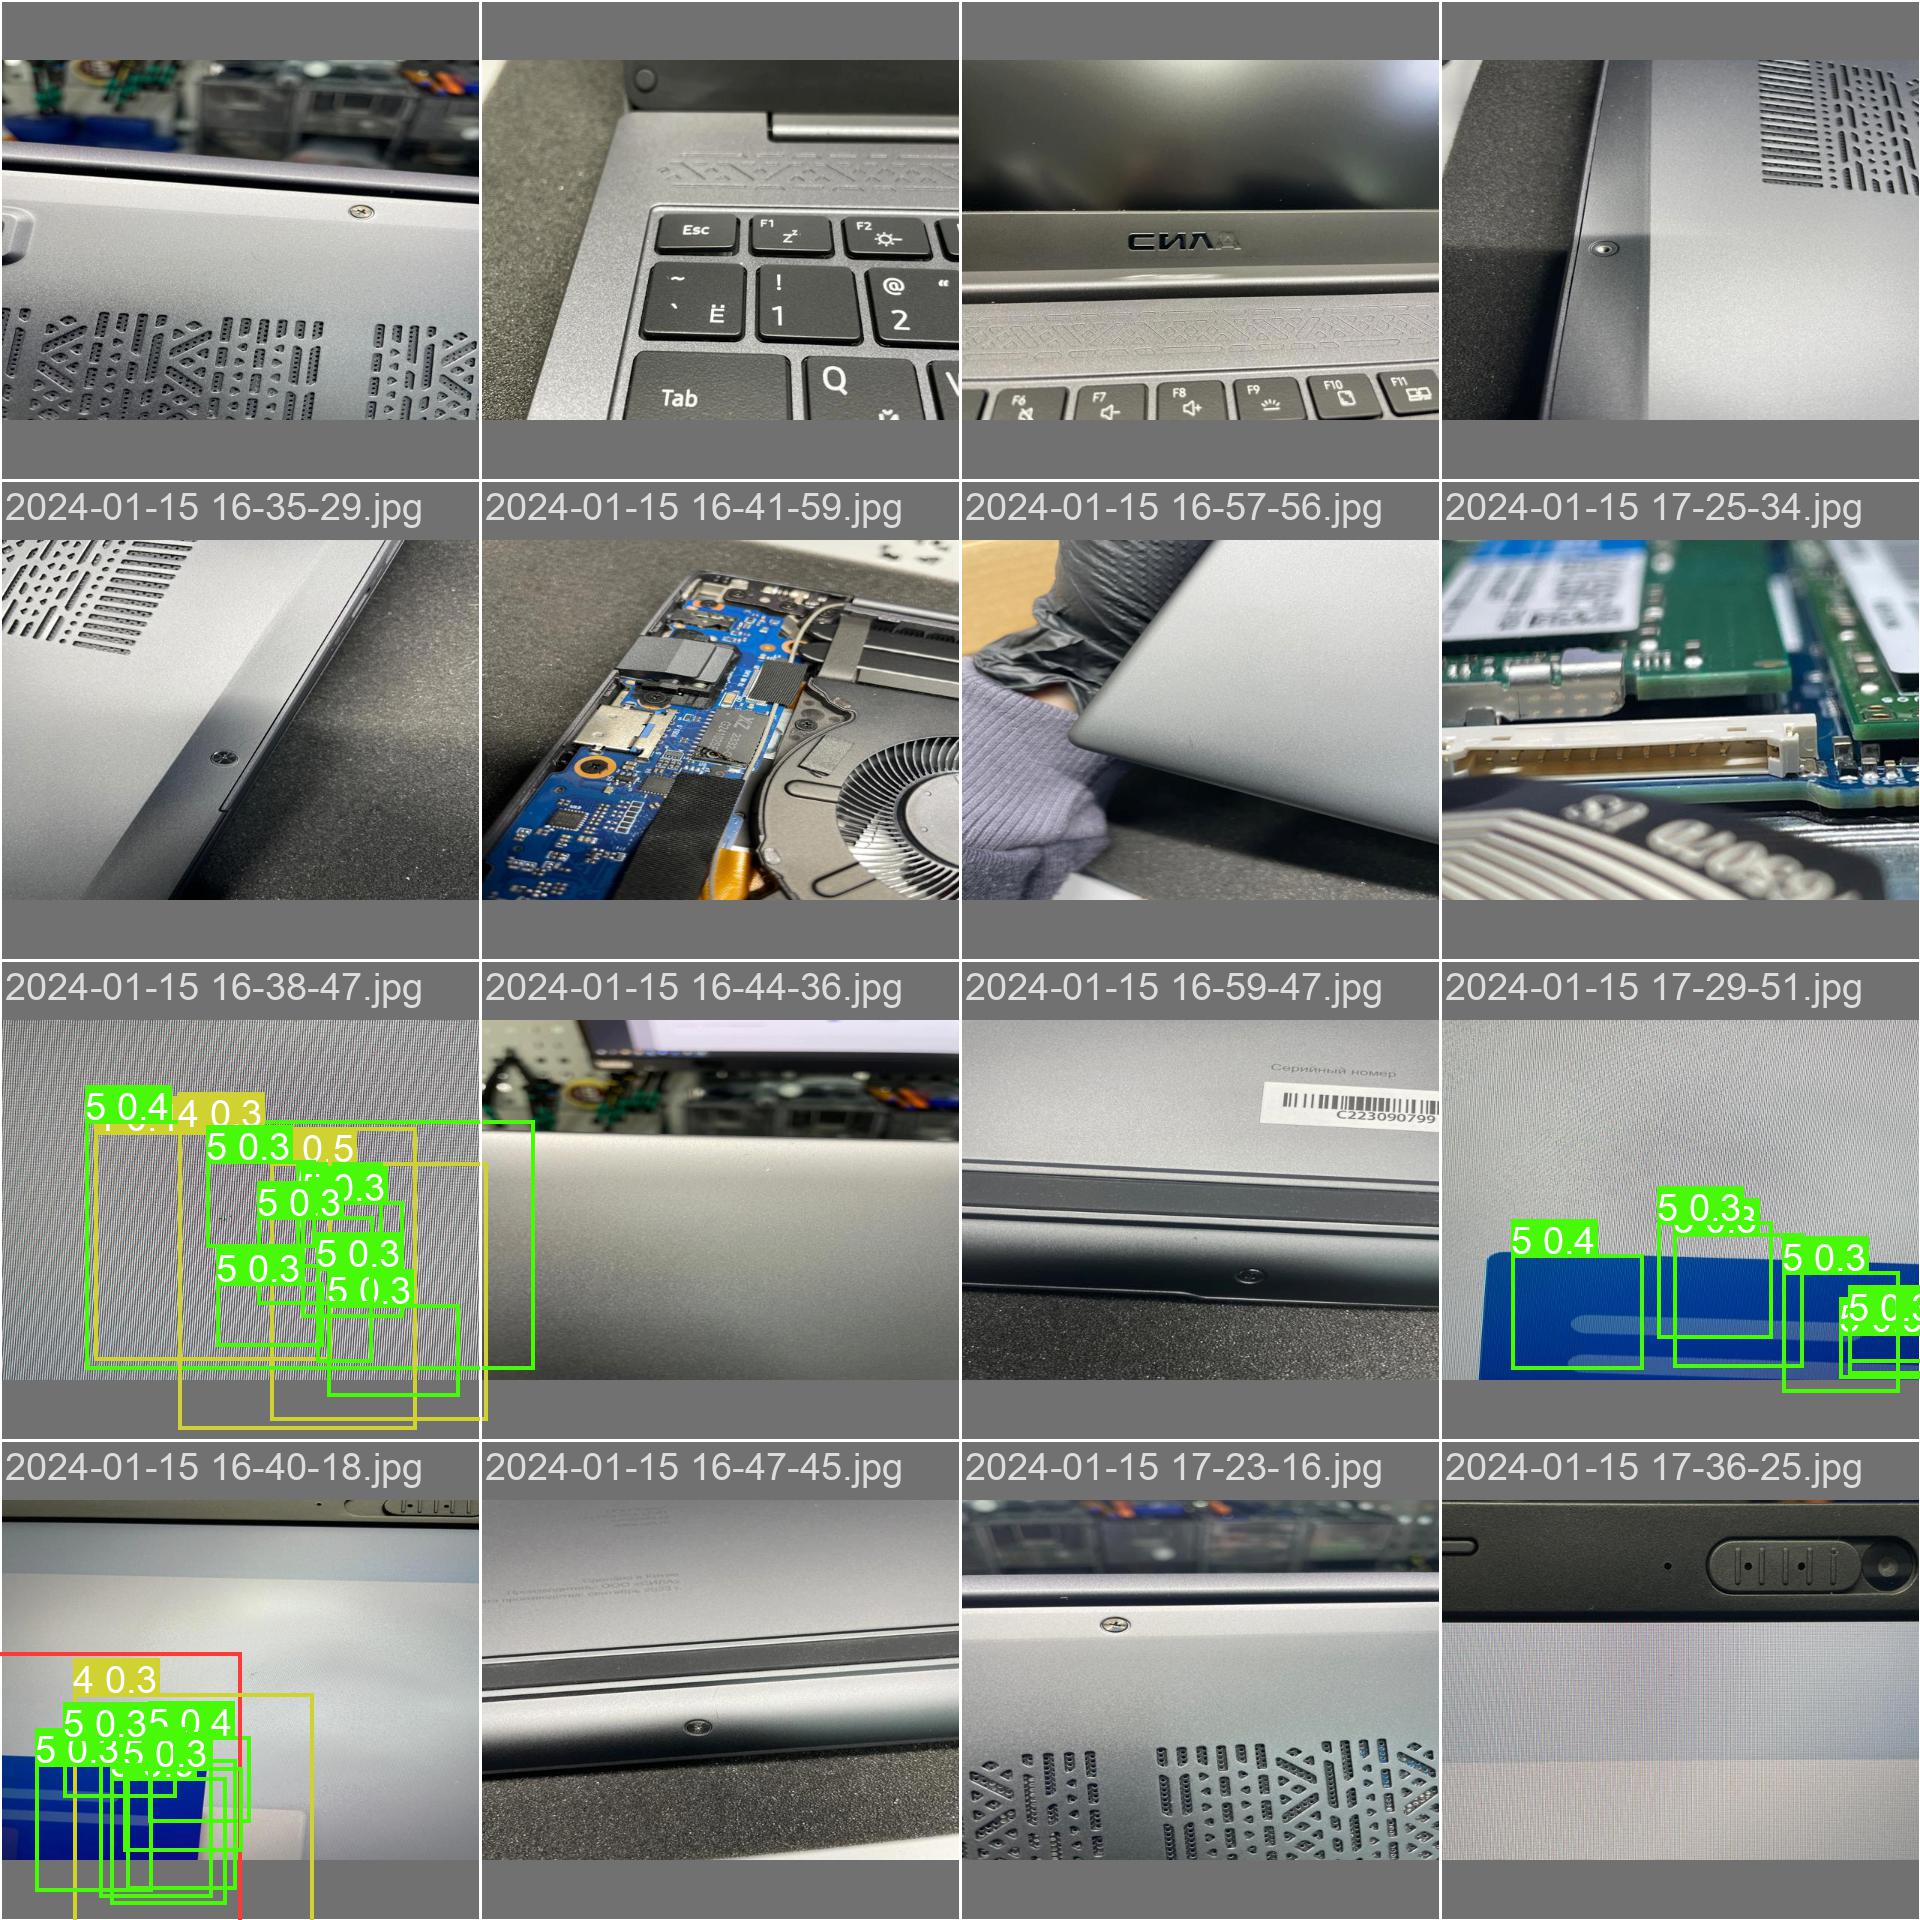 Esc
F1
F2
~
` Ё
!
1
@ “
2
Tab
Q
СИЛА
F6
F7
F8
F9
F10
F11
2024-01-15 16-35-29.jpg
2024-01-15 16-41-59.jpg
2024-01-15 16-57-56.jpg
2024-01-15 17-25-34.jpg
2024-01-15 16-38-47.jpg
2024-01-15 16-44-36.jpg
2024-01-15 16-59-47.jpg
2024-01-15 17-29-51.jpg
5 0.4
4 0.3
5 0.3
0.5
0.3
5 0.3
5 0.3
5 0.3
5 0.3
Серийный номер
C223090799
5 0.4
5 0.3
5 0.3
5 0.3
2024-01-15 16-40-18.jpg
2024-01-15 16-47-45.jpg
2024-01-15 17-23-16.jpg
2024-01-15 17-36-25.jpg
4 0.3
5 0.3
5 0.4
5 0.3
5 0.3